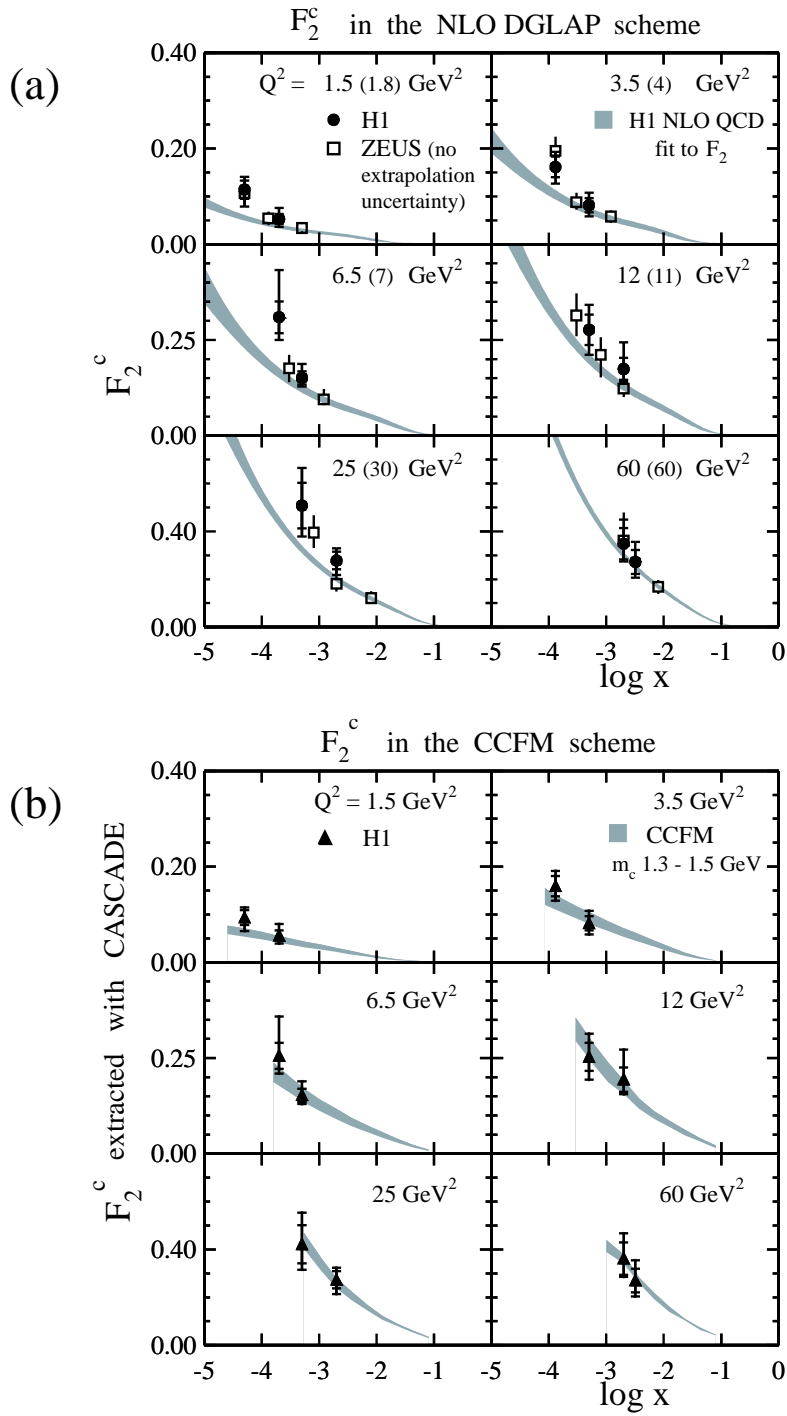 F₂ᶜ in the NLO DGLAP scheme
(a)
Q² = 1.5 (1.8) GeV²
H1
ZEUS (no
extrapolation
uncertainty)
3.5 (4) GeV²
H1 NLO QCD
fit to F₂
6.5 (7) GeV²
12 (11) GeV²
25 (30) GeV²
60 (60) GeV²
0.40
0.20
0.00
0.25
0.00
0.40
0.00
F₂ᶜ
-5 -4 -3 -2 -1 -5 -4 -3 -2 -1 0
log x
F₂ᶜ in the CCFM scheme
(b)
Q² = 1.5 GeV²
H1
3.5 GeV²
CCFM
m_c 1.3 - 1.5 GeV
6.5 GeV²
12 GeV²
25 GeV²
60 GeV²
0.40
0.20
0.00
0.25
0.00
0.40
0.00
F₂ᶜ extracted with CASCADE
-5 -4 -3 -2 -1 -5 -4 -3 -2 -1 0
log x